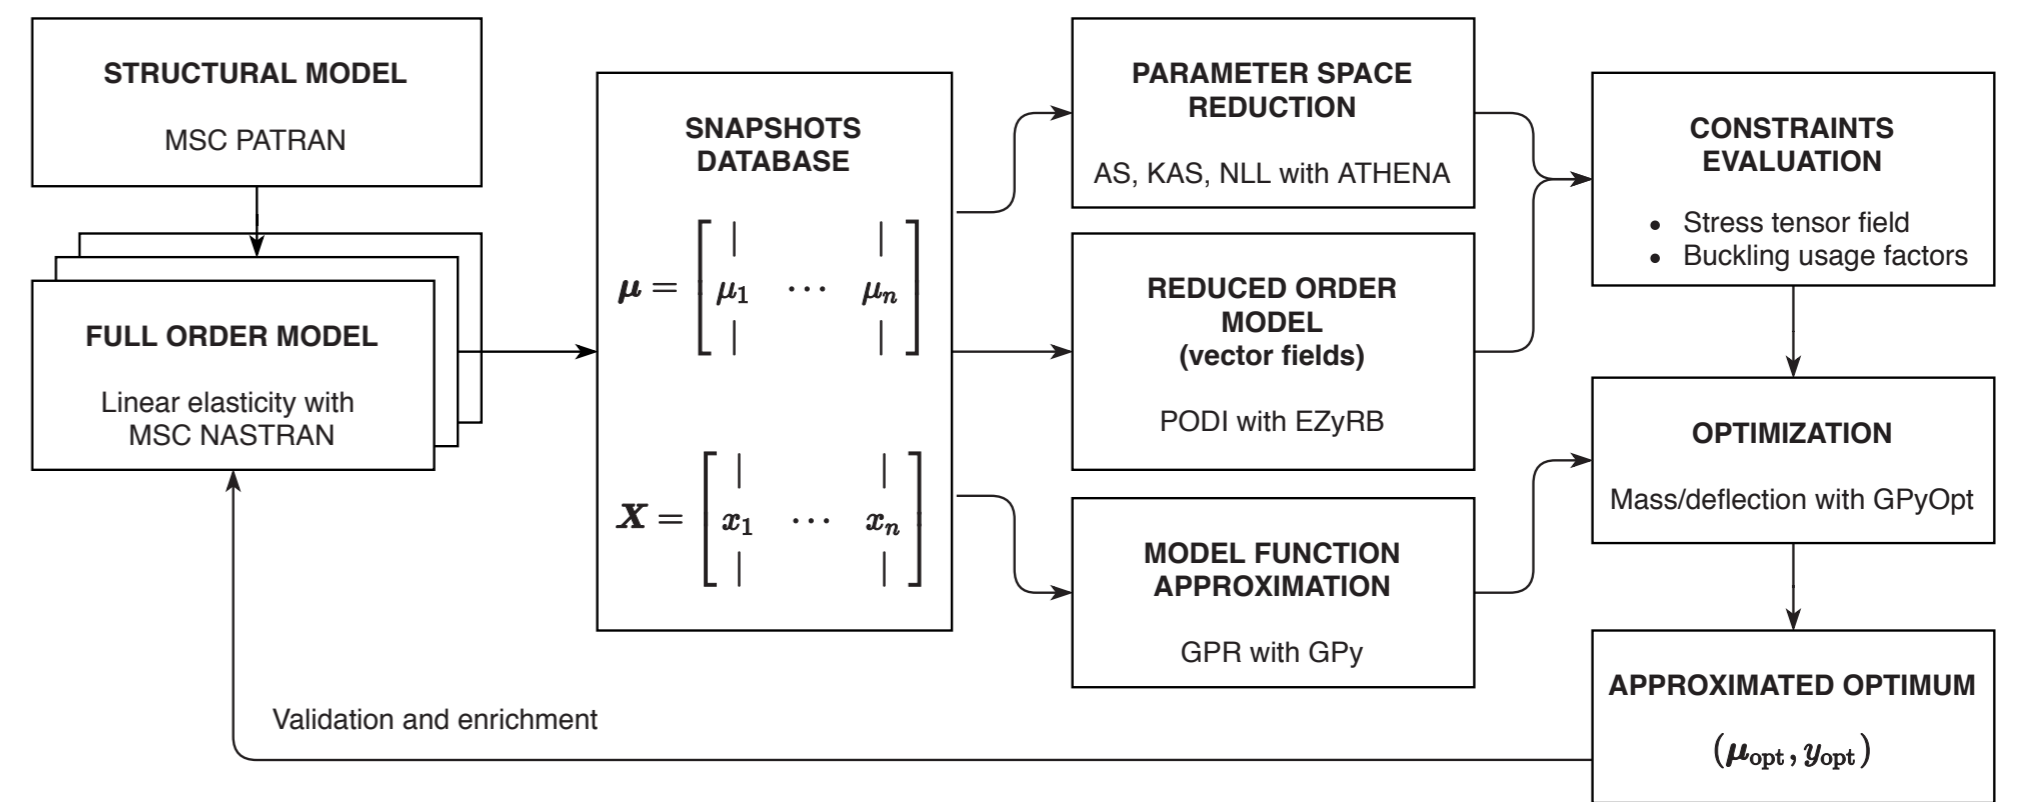 STRUCTURAL MODEL
MSC PATRAN
FULL ORDER MODEL
Linear elasticity with
MSC NASTRAN
Validation and enrichment
SNAPSHOTS
DATABASE
μ = [ μ1 ⋯ μn ]
X = [ x1 ⋯ xn ]
PARAMETER SPACE
REDUCTION
AS, KAS, NLL with ATHENA
REDUCED ORDER
MODEL
(vector fields)
PODI with EZyRB
MODEL FUNCTION
APPROXIMATION
GPR with GPy
CONSTRAINTS
EVALUATION
• Stress tensor field
• Buckling usage factors
OPTIMIZATION
Mass/deflection with GPyOpt
APPROXIMATED OPTIMUM
(μopt, yopt)